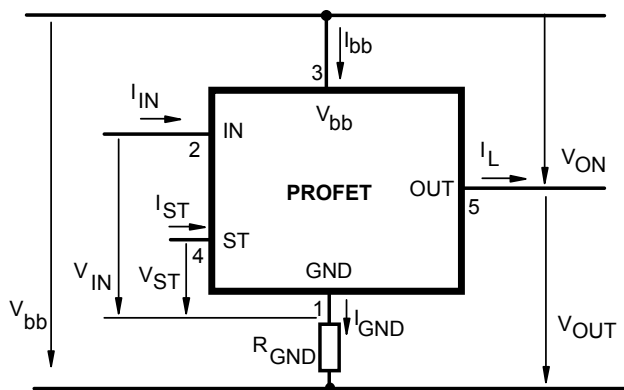 I_bb
3
V_bb
I_IN
IN
2
I_L
V_ON
PROFET
OUT
5
I_ST
ST
4
V_IN
V_ST
GND
V_bb
1
I_GND
R_GND
V_OUT